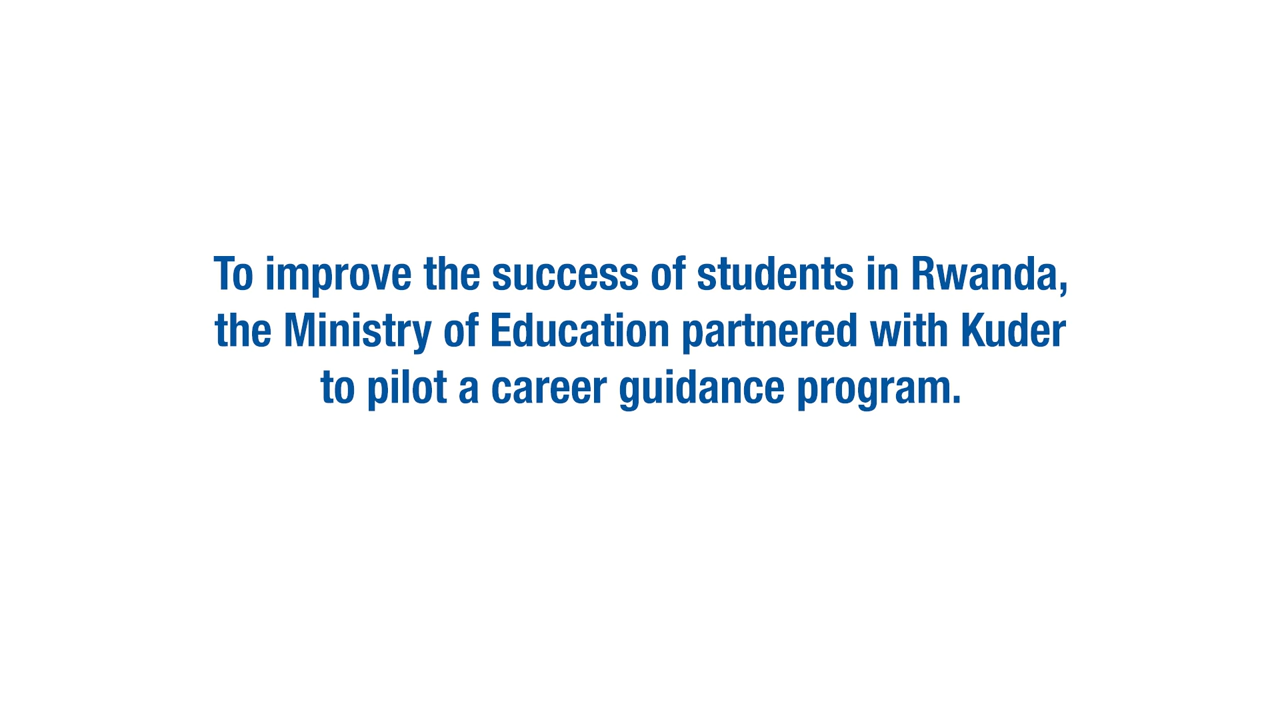 To improve the success of students in Rwanda,
the Ministry of Education partnered with Kuder
to pilot a career guidance program.